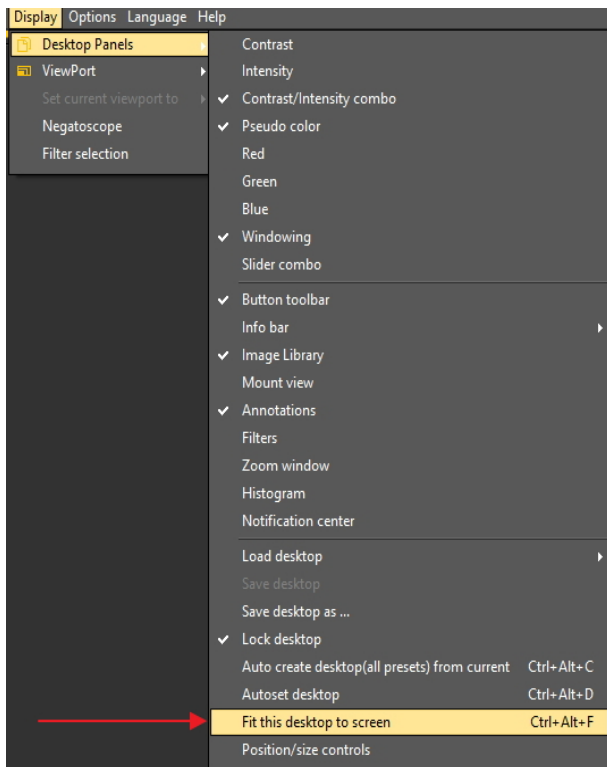 Display Options Language Help
Desktop Panels
ViewPort
Set current viewport to
Negatoscope
Filter selection
Contrast
Intensity
Contrast/Intensity combo
Pseudo color
Red
Green
Blue
Windowing
Slider combo
Button toolbar
Info bar
Image Library
Mount view
Annotations
Filters
Zoom window
Histogram
Notification center
Load desktop
Save desktop
Save desktop as ...
Lock desktop
Auto create desktop(all presets) from current Ctrl+Alt+C
Autoset desktop Ctrl+Alt+D
Fit this desktop to screen Ctrl+Alt+F
Position/size controls